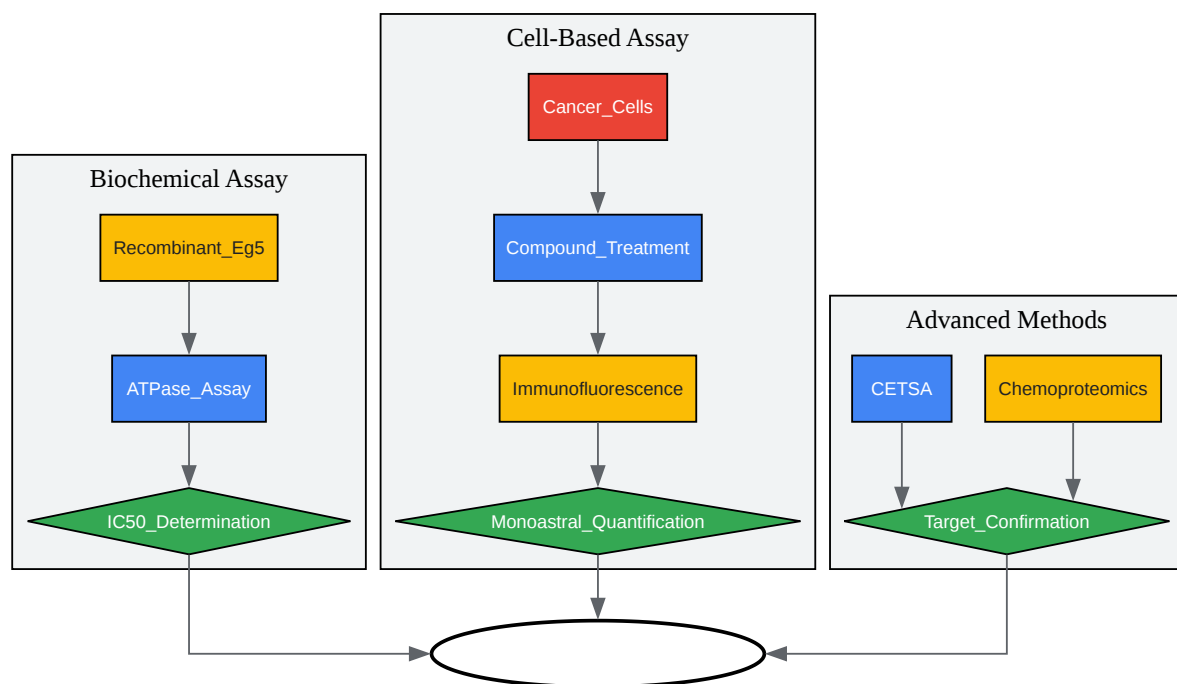 Biochemical Assay
Recombinant_Eg5
ATPase_Assay
IC50_Determination
Cell-Based Assay
Cancer_Cells
Compound_Treatment
Immunofluorescence
Monoastral_Quantification
Advanced Methods
CETSA
Chemoproteomics
Target_Confirmation